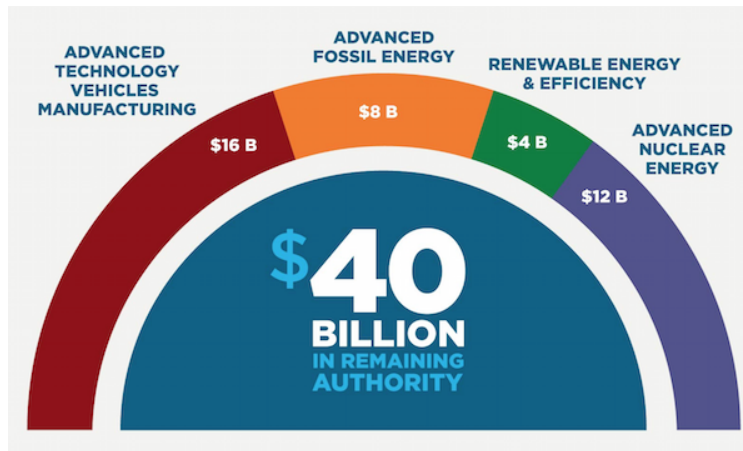 ADVANCED
TECHNOLOGY
VEHICLES
MANUFACTURING
$16 B
ADVANCED
FOSSIL ENERGY
$8 B
RENEWABLE ENERGY
& EFFICIENCY
$4 B
ADVANCED
NUCLEAR
ENERGY
$12 B
$40
BILLION
IN REMAINING
AUTHORITY